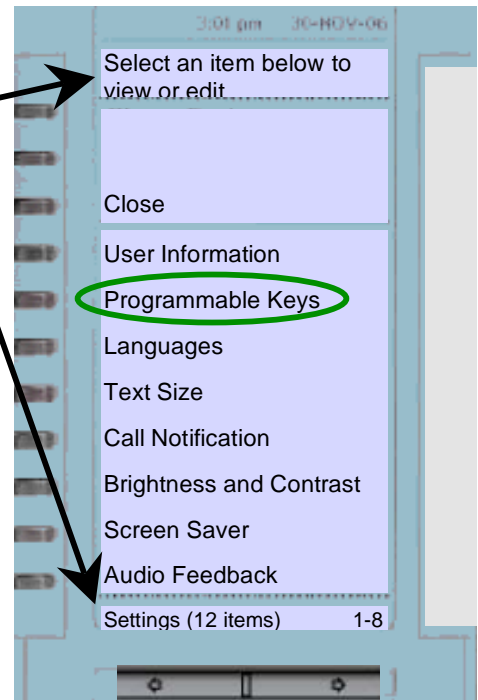 3:01 pm 30-NOV-06
Select an item below to
view or edit
Close
User Information
Programmable Keys
Languages
Text Size
Call Notification
Brightness and Contrast
Screen Saver
Audio Feedback
Settings (12 items) 1-8